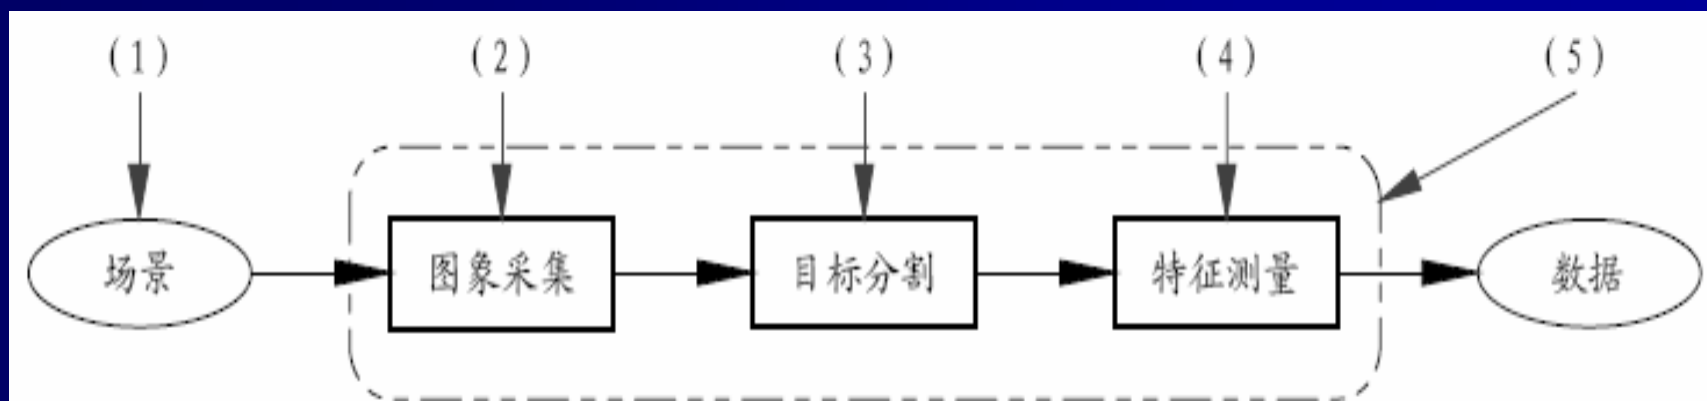 (1) (2) (3) (4) (5)
场景 图象采集 目标分割 特征测量 数据